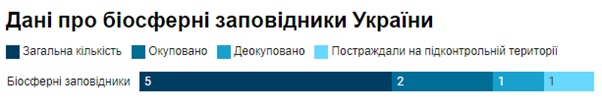 Дані про біосферні заповідники України
Загальна кількість Окуповано Деокуповано Постраждали на підконтрольній території
Біосферні заповідники 5 2 1 1